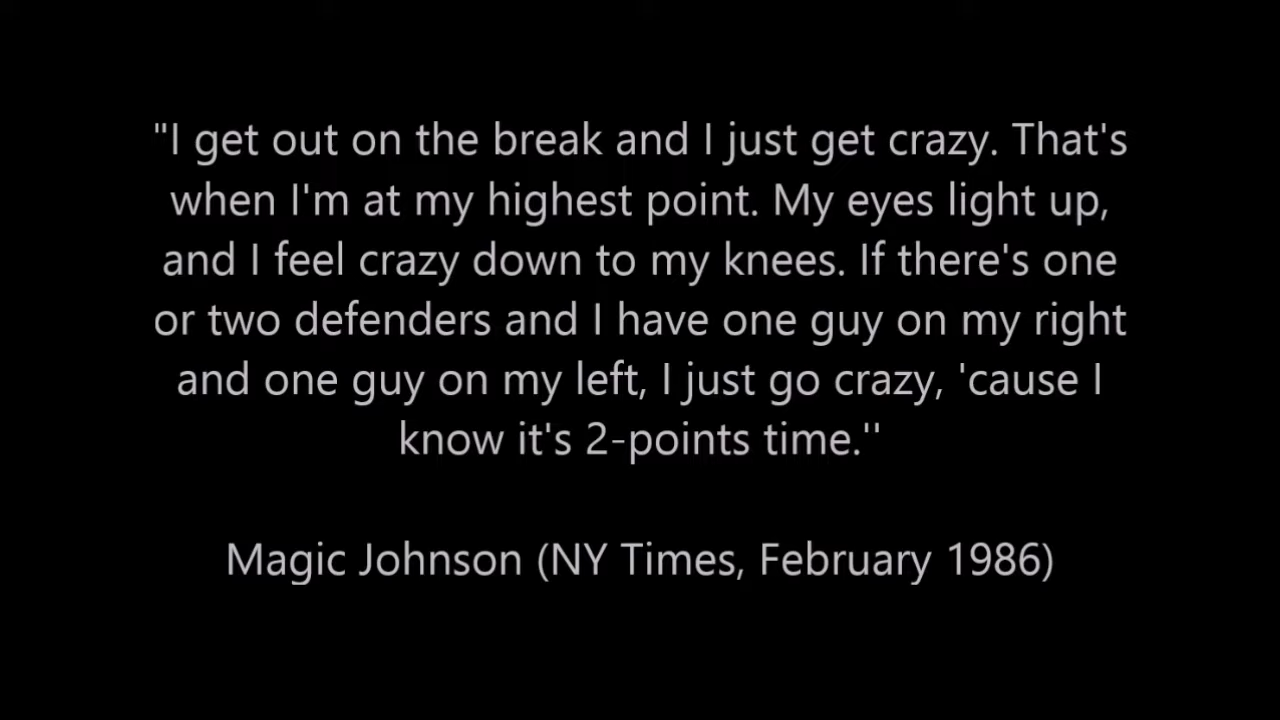 "I get out on the break and I just get crazy. That's
when I'm at my highest point. My eyes light up,
and I feel crazy down to my knees. If there's one
or two defenders and I have one guy on my right
and one guy on my left, I just go crazy, 'cause I
know it's 2-points time.''
Magic Johnson (NY Times, February 1986)